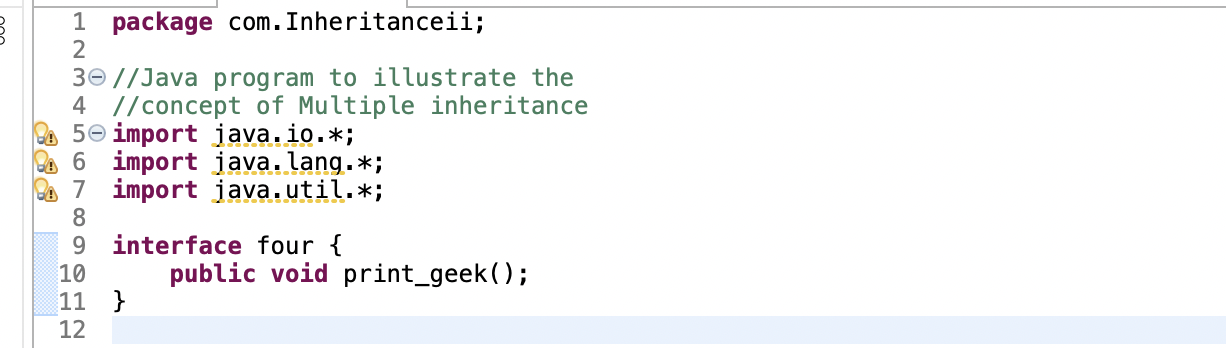 1 package com.Inheritanceii;
2
3 //Java program to illustrate the
4 //concept of Multiple inheritance
5 import java.io.*;
6 import java.lang.*;
7 import java.util.*;
8
9 interface four {
10 public void print_geek();
11 }
12